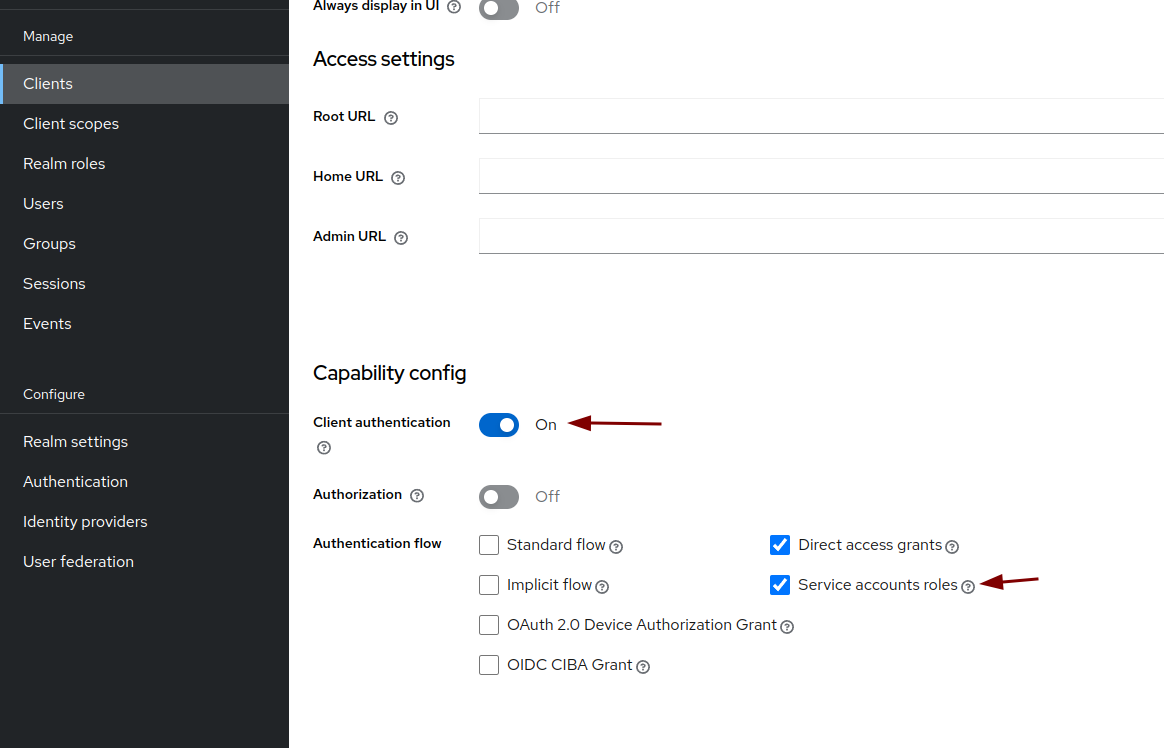 Always display in UI Off
Manage
Access settings
Clients
Root URL
Client scopes
Realm roles
Home URL
Users
Admin URL
Groups
Sessions
Events
Capability config
Configure
Client authentication On
Realm settings
Authentication
Authorization Off
Identity providers
Authentication flow Standard flow Direct access grants
User federation
Implicit flow Service accounts roles
OAuth 2.0 Device Authorization Grant
OIDC CIBA Grant